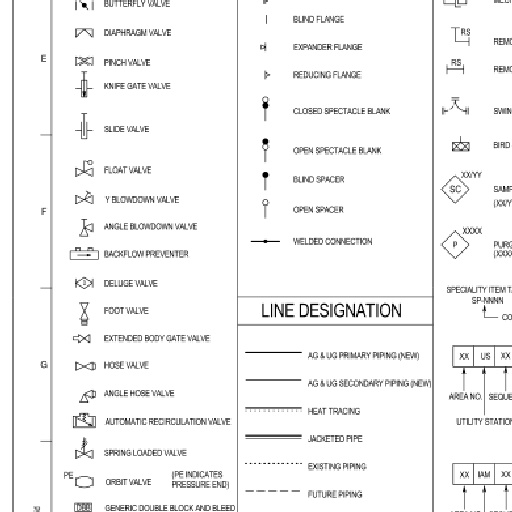 BUTTERFLY VALVE
DIAPHRAGM VALVE
E
PINCH VALVE
KNIFE GATE VALVE
SLIDE VALVE
FLOAT VALVE
Y BLOWDOWN VALVE
F
ANGLE BLOWDOWN VALVE
BACKFLOW PREVENTER
DELUGE VALVE
FOOT VALVE
EXTENDED BODY GATE VALVE
G
HOSE VALVE
ANGLE HOSE VALVE
AUTOMATIC RECIRCULATION VALVE
SPRING LOADED VALVE
PE
ORBIT VALVE
(PE INDICATES
PRESSURE END)
DBB
GENERIC DOUBLE BLOCK AND BLEED
BLIND FLANGE
EXPANDER FLANGE
REDUCING FLANGE
CLOSED SPECTACLE BLANK
OPEN SPECTACLE BLANK
BLIND SPACER
OPEN SPACER
WELDED CONNECTION
LINE DESIGNATION
AG & UG PRIMARY PIPING (NEW)
AG & UG SECONDARY PIPING (NEW)
HEAT TRACING
JACKETED PIPE
EXISTING PIPING
FUTURE PIPING
RS
REMO
RS
REMO
SWIN
BIRD
XX/YY
SC
SAMP
(XX/Y
XXXX
P
PURG
(XXXX
SPECIALITY ITEM T
SP-NNNN
CO
XX US XX
AREA NO. SEQUE
UTILITY STATION
XX IAM XX